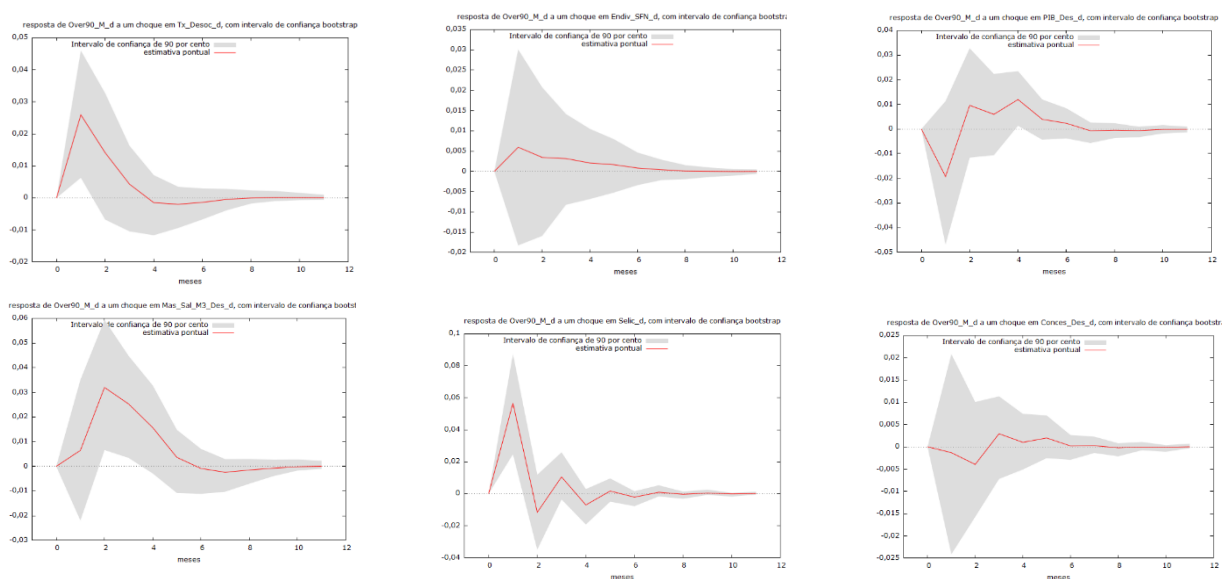 resposta de Over90_M_d a um choque em Tx_Desoc_d, com intervalo de confiança bootstrap
Intervalo de confiança de 90 por cento
estimativa pontual
0,05
0,04
0,03
0,02
0,01
0
-0,01
-0,02
0 2 4 6 8 10 12
meses
resposta de Over90_M_d a um choque em Endiv_SFN_d, com intervalo de confiança bootstra
Intervalo de confiança de 90 por cento
estimativa pontual
0,035
0,03
0,025
0,02
0,015
0,01
0,005
0
-0,005
-0,01
-0,015
-0,02
0 2 4 6 8 10 12
meses
resposta de Over90_M_d a um choque em PIB_Des_d, com intervalo de confiança bootstrap
Intervalo de confiança de 90 por cento
estimativa pontual
0,04
0,03
0,02
0,01
0
-0,01
-0,02
-0,03
-0,04
-0,05
0 2 4 6 8 10 12
meses
resposta de Over90_M_d a um choque em Mas_Sal_M3_Des_d, com intervalo de confiança bootst
Intervalo de confiança de 90 por cento
estimativa pontual
0,06
0,05
0,04
0,03
0,02
0,01
0
-0,01
-0,02
-0,03
0 2 4 6 8 10 12
meses
resposta de Over90_M_d a um choque em Selic_d, com intervalo de confiança bootstrap
Intervalo de confiança de 90 por cento
estimativa pontual
0,1
0,08
0,06
0,04
0,02
0
-0,02
-0,04
0 2 4 6 8 10 12
meses
resposta de Over90_M_d a um choque em Conces_Des_d, com intervalo de confiança bootstra
Intervalo de confiança de 90 por cento
estimativa pontual
0,025
0,02
0,015
0,01
0,005
0
-0,005
-0,01
-0,015
-0,02
-0,025
0 2 4 6 8 10 12
meses